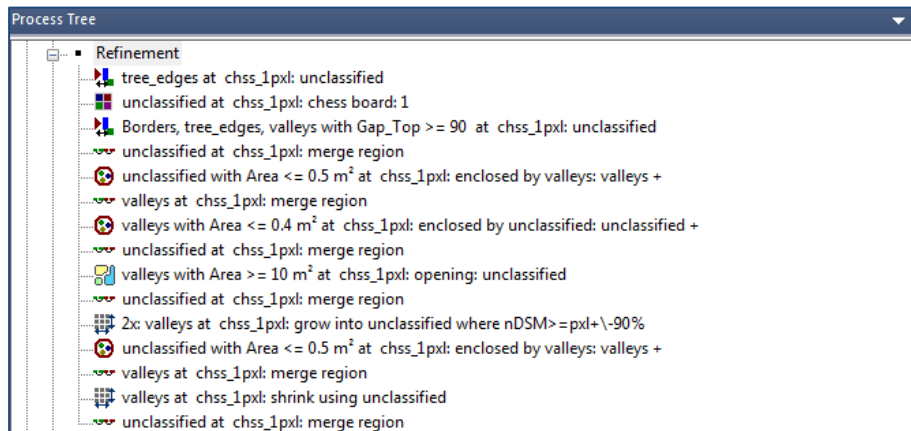 Process Tree
Refinement
tree_edges at chss_1pxl: unclassified
unclassified at chss_1pxl: chess board: 1
Borders, tree_edges, valleys with Gap_Top >= 90 at chss_1pxl: unclassified
unclassified at chss_1pxl: merge region
unclassified with Area <= 0.5 m² at chss_1pxl: enclosed by valleys: valleys +
valleys at chss_1pxl: merge region
valleys with Area <= 0.4 m² at chss_1pxl: enclosed by unclassified: unclassified +
unclassified at chss_1pxl: merge region
valleys with Area >= 10 m² at chss_1pxl: opening: unclassified
unclassified at chss_1pxl: merge region
2x: valleys at chss_1pxl: grow into unclassified where nDSM>=pxl+\-90%
unclassified with Area <= 0.5 m² at chss_1pxl: enclosed by valleys: valleys +
valleys at chss_1pxl: merge region
valleys at chss_1pxl: shrink using unclassified
unclassified at chss_1pxl: merge region